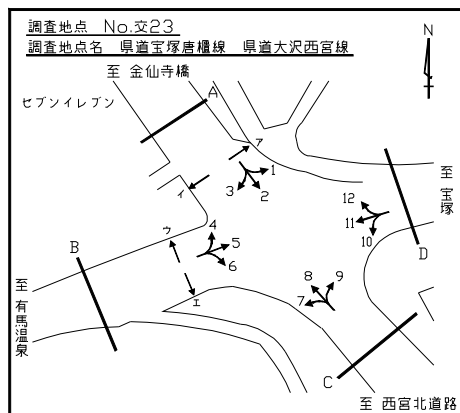 調査地点 No.交23
調査地点名 県道宝塚唐櫃線 県道大沢西宮線
至 金仙寺橋
N
セブンイレブン
A
ア
イ
1
2
3
至 宝塚
12
11
10
D
B
ウ
4
5
6
エ
8
9
7
至 有馬温泉
C
至 西宮北道路